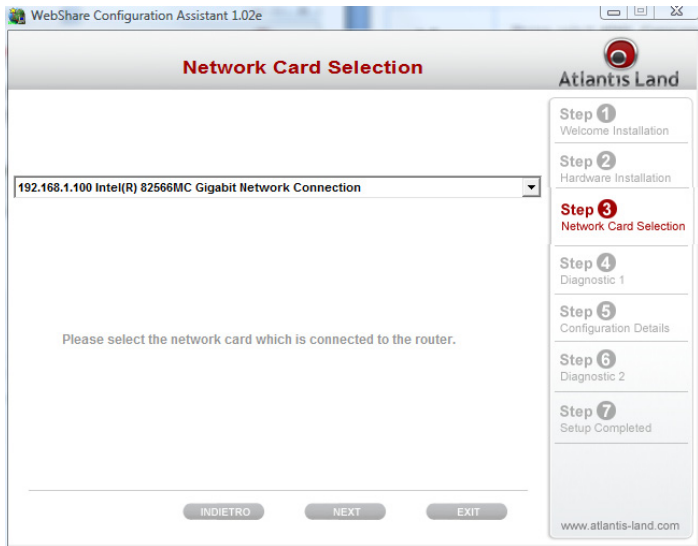 WebShare Configuration Assistant 1.02e
Network Card Selection
Atlantis Land
192.168.1.100 Intel(R) 82566MC Gigabit Network Connection
Please select the network card which is connected to the router.
Step 1
Welcome Installation
Step 2
Hardware Installation
Step 3
Network Card Selection
Step 4
Diagnostic 1
Step 5
Configuration Details
Step 6
Diagnostic 2
Step 7
Setup Completed
INDIETRO NEXT EXIT
www.atlantis-land.com